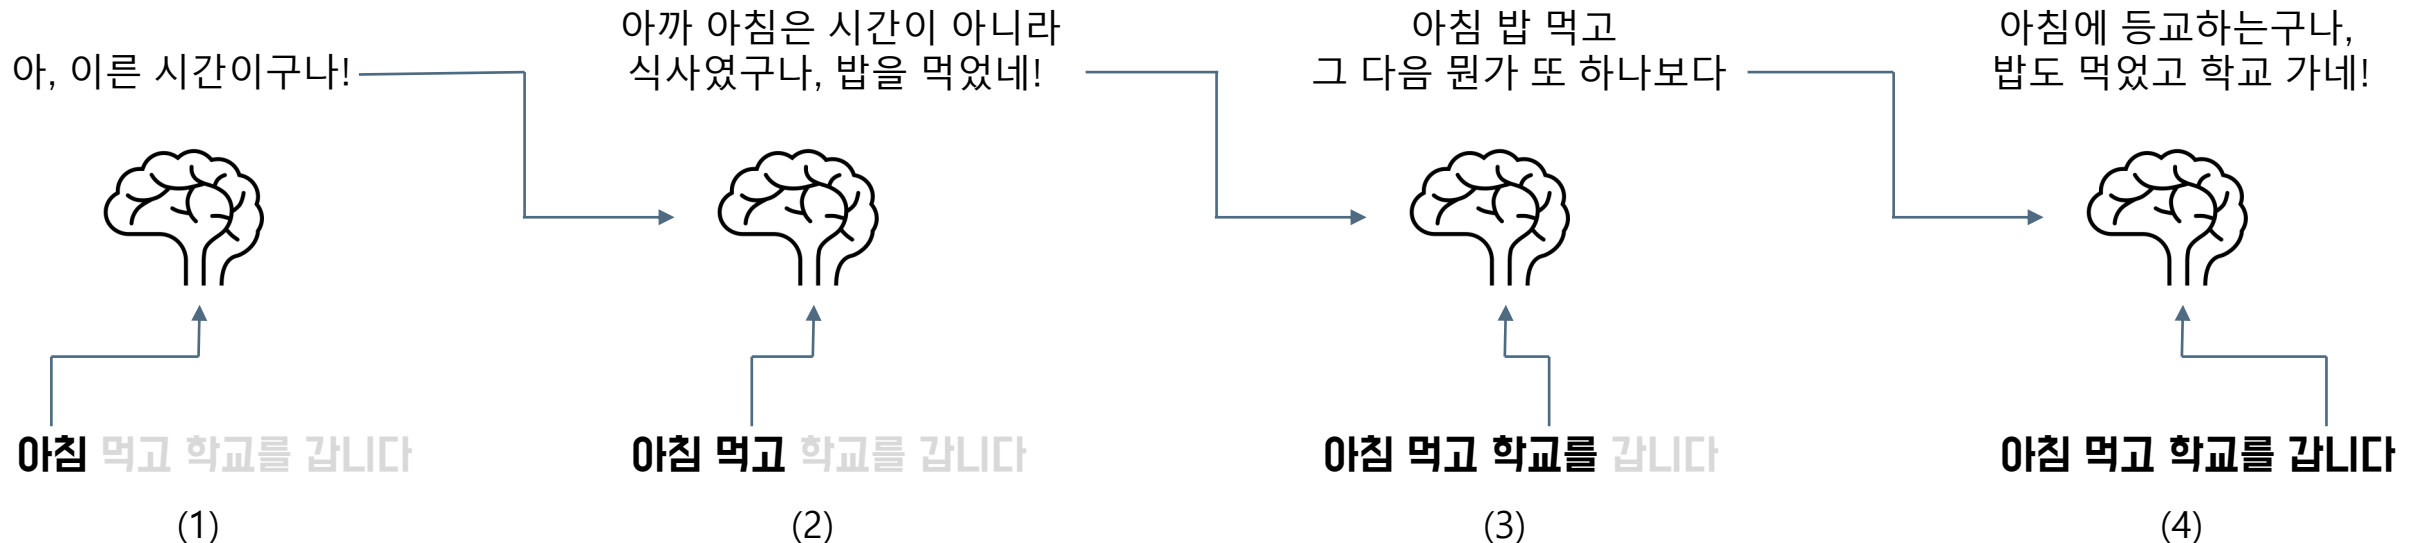 아, 이른 시간이구나!
아까 아침은 시간이 아니라
식사였구나, 밥을 먹었네!
아침 밥 먹고
그 다음 뭔가 또 하나보다
아침에 등교하는구나,
밥도 먹었고 학교 가네!
아침 먹고 학교를 갑니다
아침 먹고 학교를 갑니다
아침 먹고 학교를 갑니다
아침 먹고 학교를 갑니다
(1)
(2)
(3)
(4)